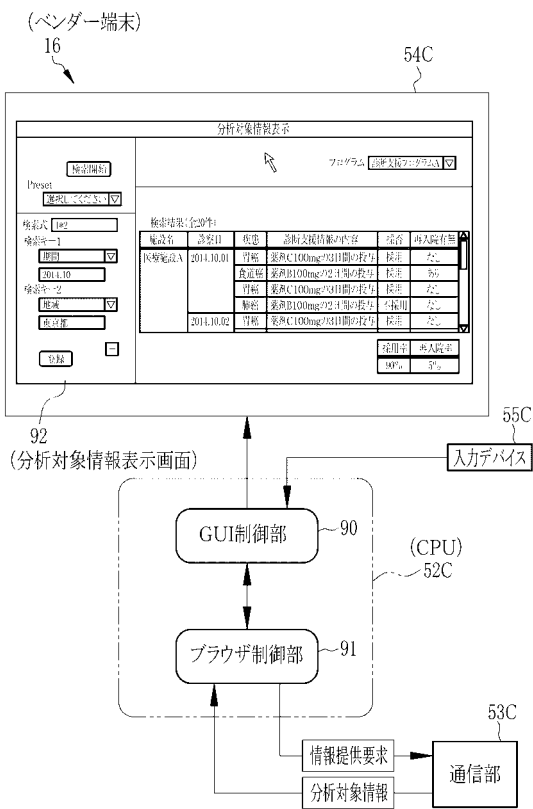 (ベンダー端末)
16
54C
分析対象情報表示
検索開始
プログラム 診断支援プログラムA
Preset
選択してください
検索式 1*2
検索キー1
期間
2014.10
検索キー2
地域
東京都
登録
−
検索結果(全20件)
施設名 診察日 疾患 診断支援情報の内容 採否 再入院有無
医療施設A 2014.10.01 胃癌 薬剤C100mgの3日間の投与 採用 なし
食道癌 薬剤B100mgの2日間の投与 採用 あり
胃癌 薬剤C100mgの3日間の投与 採用 なし
肺癌 薬剤B100mgの2日間の投与 不採用 なし
2014.10.02 胃癌 薬剤C100mgの3日間の投与 採用 なし
採用率 再入院率
90% 5%
92
(分析対象情報表示画面)
55C
入力デバイス
GUI制御部
90
(CPU)
52C
ブラウザ制御部
91
53C
情報提供要求
通信部
分析対象情報